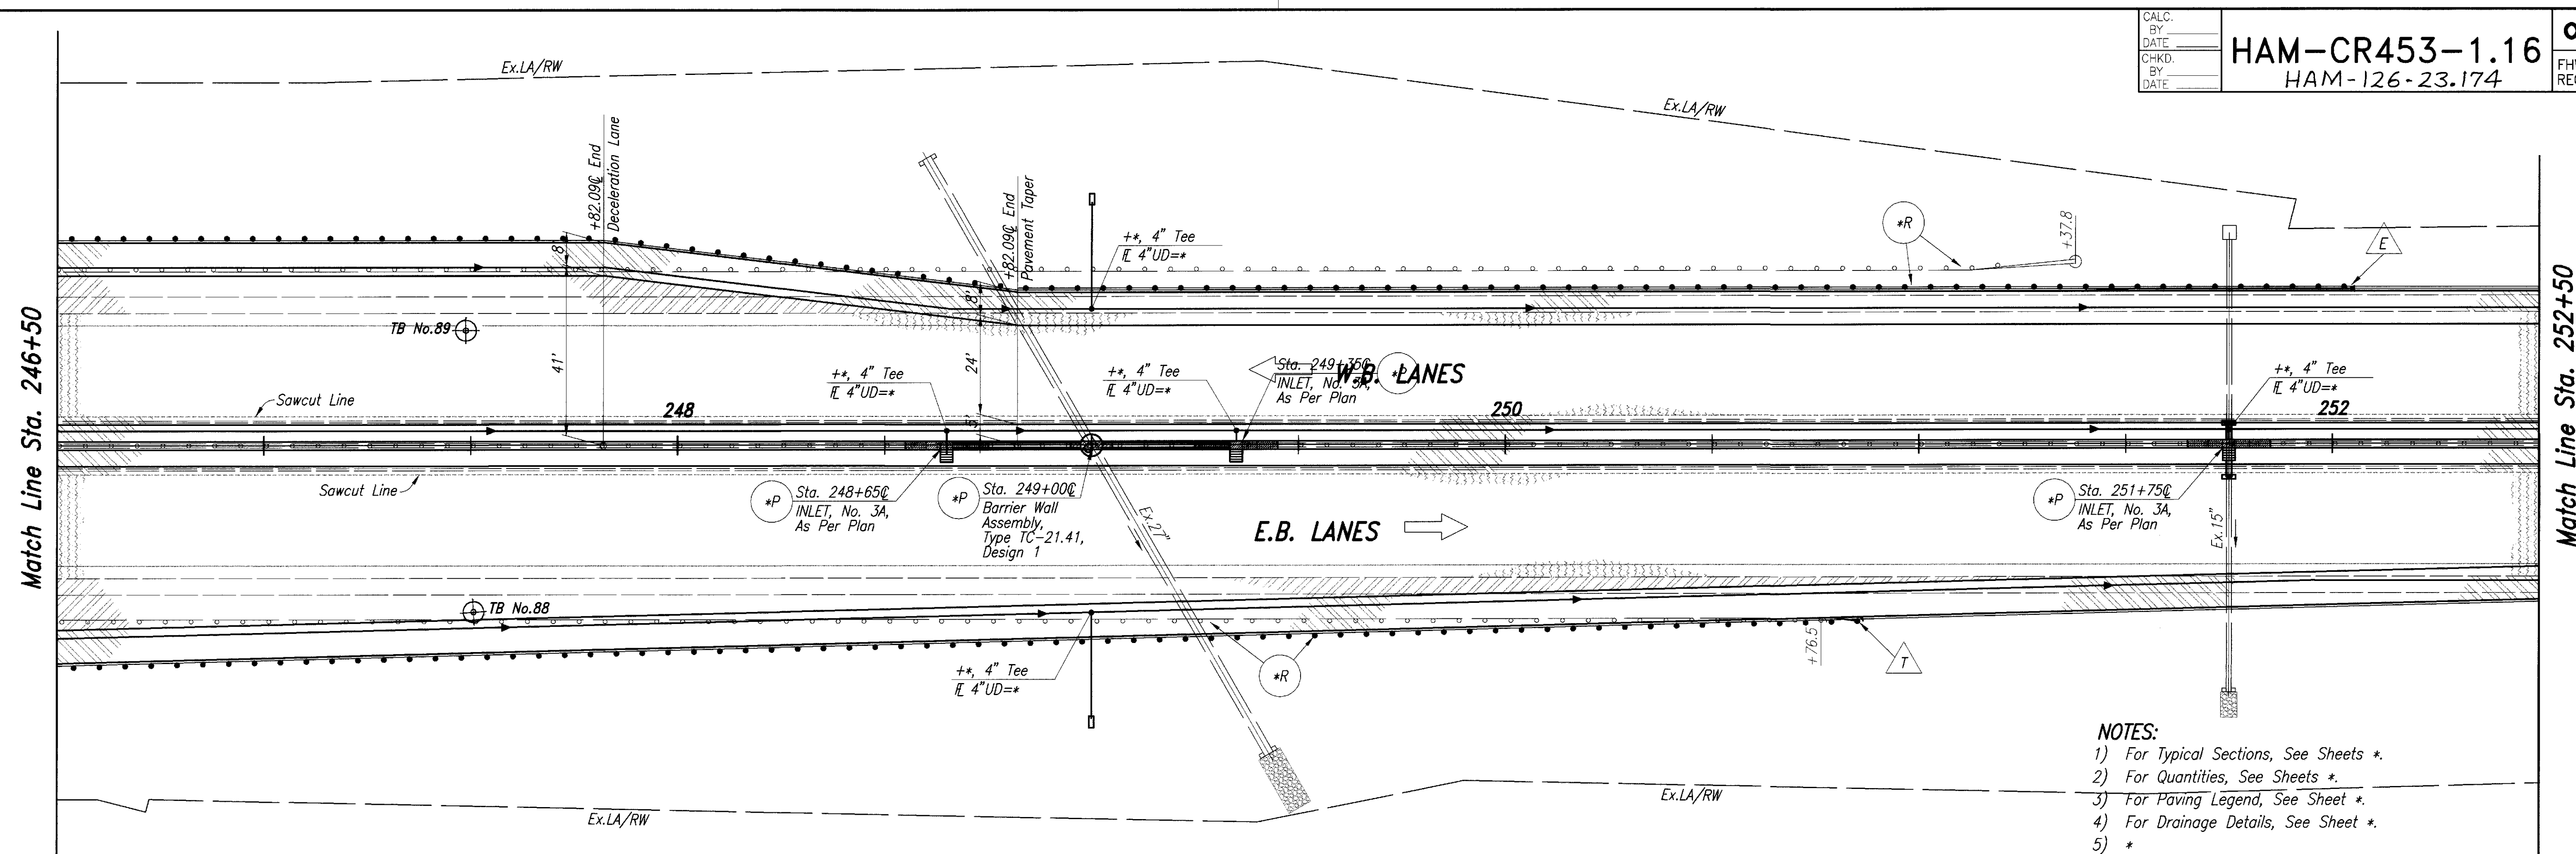 CALC.
BY
DATE
CHKD.
BY
DATE
HAM-CR453-1.16
HAM-126-23.174
Ex.LA/RW
Ex.LA/RW
+82.09℄ End
Deceleration Lane
+82.09℄ End
Pavement Taper
+*, 4" Tee
℄ 4"UD=*
*R
+37.8
E
8'
8'
TB No.89
41'
24'
5'
Match Line Sta. 246+50
Match Line Sta. 252+50
Sawcut Line
248
+*, 4" Tee
℄ 4"UD=*
+*, 4" Tee
℄ 4"UD=*
Sta. 249+35℄
INLET, No. 3A,
As Per Plan
*P
W.B. LANES
250
+*, 4" Tee
℄ 4"UD=*
252
Sawcut Line
*P
Sta. 248+65℄
INLET, No. 3A,
As Per Plan
*P
Sta. 249+00℄
Barrier Wall
Assembly,
Type TC-21.41,
Design 1
Ex.27"
E.B. LANES
*P
Sta. 251+75℄
INLET, No. 3A,
As Per Plan
Ex.15"
TB No.88
+*, 4" Tee
℄ 4"UD=*
*R
+76.5
T
NOTES:
1) For Typical Sections, See Sheets *.
2) For Quantities, See Sheets *.
3) For Paving Legend, See Sheet *.
4) For Drainage Details, See Sheet *.
5) *
Ex.LA/RW
Ex.LA/RW